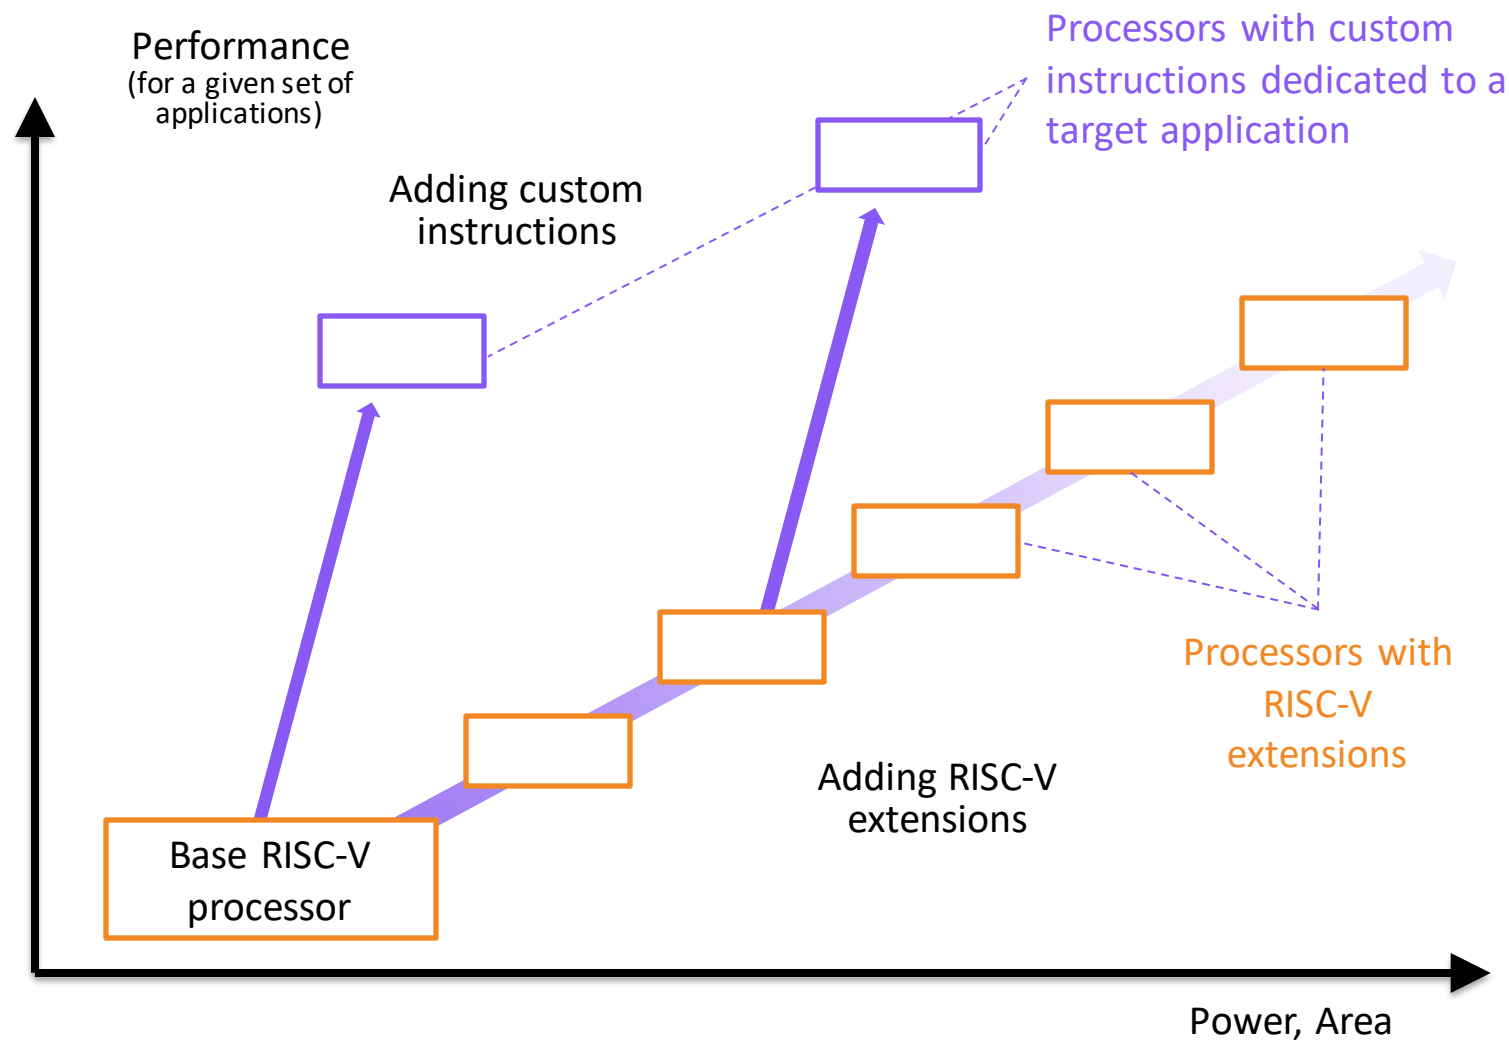 Performance
(for a given set of
applications)
Processors with custom
instructions dedicated to a
target application
Adding custom
instructions
Processors with
RISC-V
extensions
Adding RISC-V
extensions
Base RISC-V
processor
Power, Area